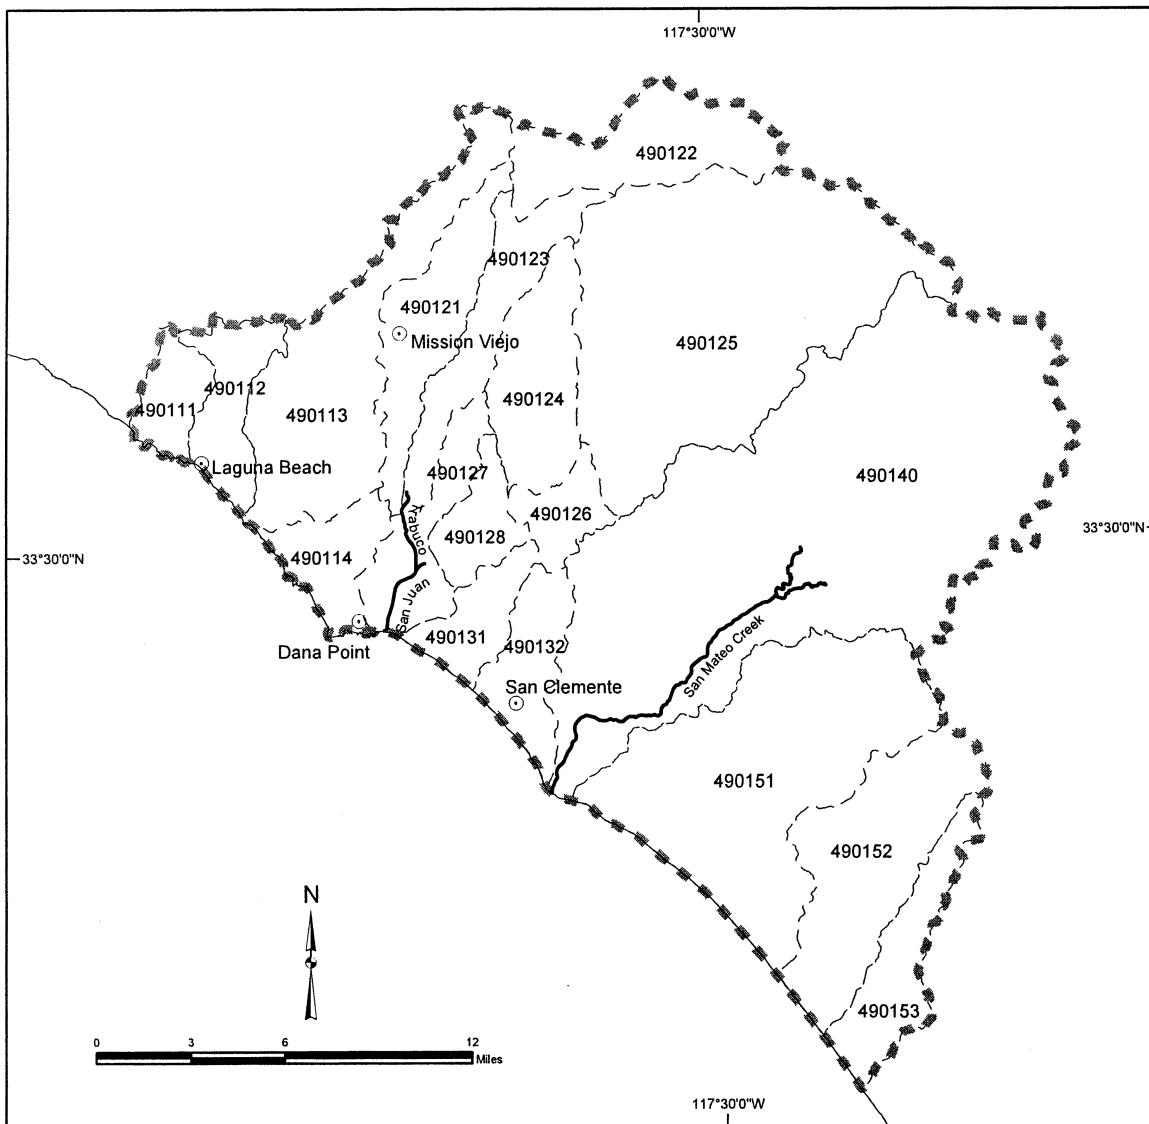 117°30'0"W
490122
490123
490121
Mission Viejo
490125
490112
490111
490113
490124
Laguna Beach
490127
490140
490126
Trabuco
33°30'0"N
490128
33°30'0"N
490114
San Juan
490131
490132
San Mateo Creek
Dana Point
San Clemente
490151
490152
N
490153
0 3 6 12
Miles
117°30'0"W